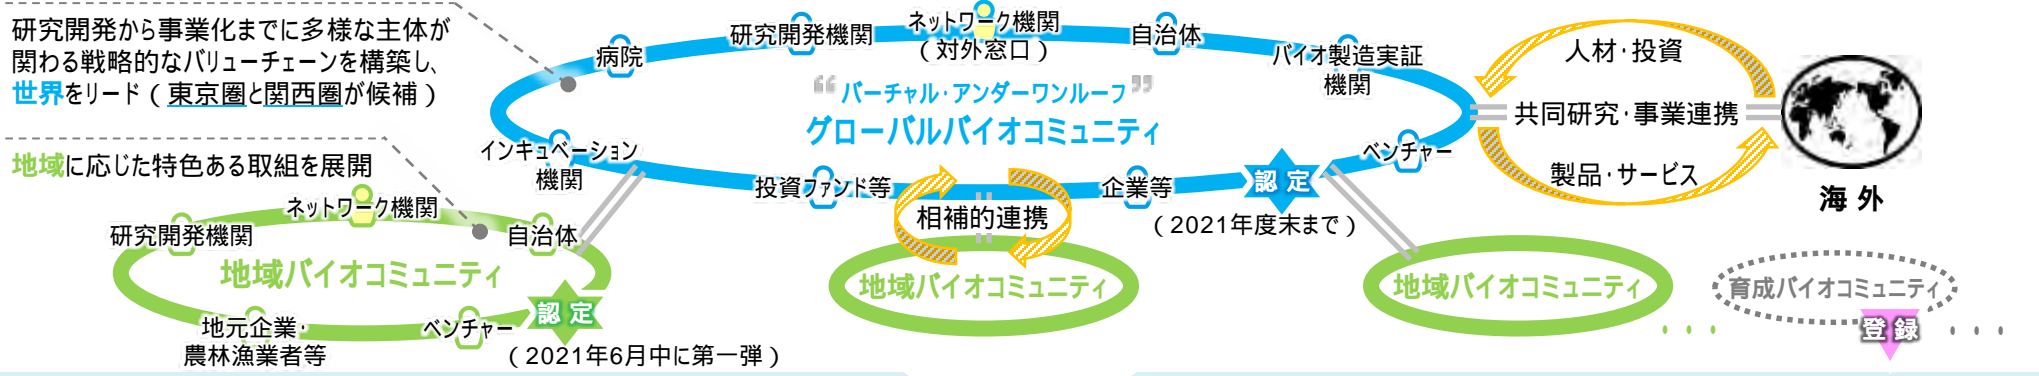 研究開発から事業化までに多様な主体が
関わる戦略的なバリューチェーンを構築し、
世界をリード（東京圏と関西圏が候補）
地域に応じた特色ある取組を展開
病院
研究開発機関
ネットワーク機関
（対外窓口）
自治体
バイオ製造実証
機関
“バーチャル・アンダーワンルーフ”
グローバルバイオコミュニティ
インキュベーション
機関
投資ファンド等
企業等
認定
（2021年度末まで）
ベンチャー
人材・投資
共同研究・事業連携
製品・サービス
海外
相補的連携
ネットワーク機関
研究開発機関
自治体
地域バイオコミュニティ
地元企業・
農林漁業者等
ベンチャー
認定
（2021年6月中に第一弾）
地域バイオコミュニティ
地域バイオコミュニティ
・・・
育成バイオコミュニティ
登録
・・・